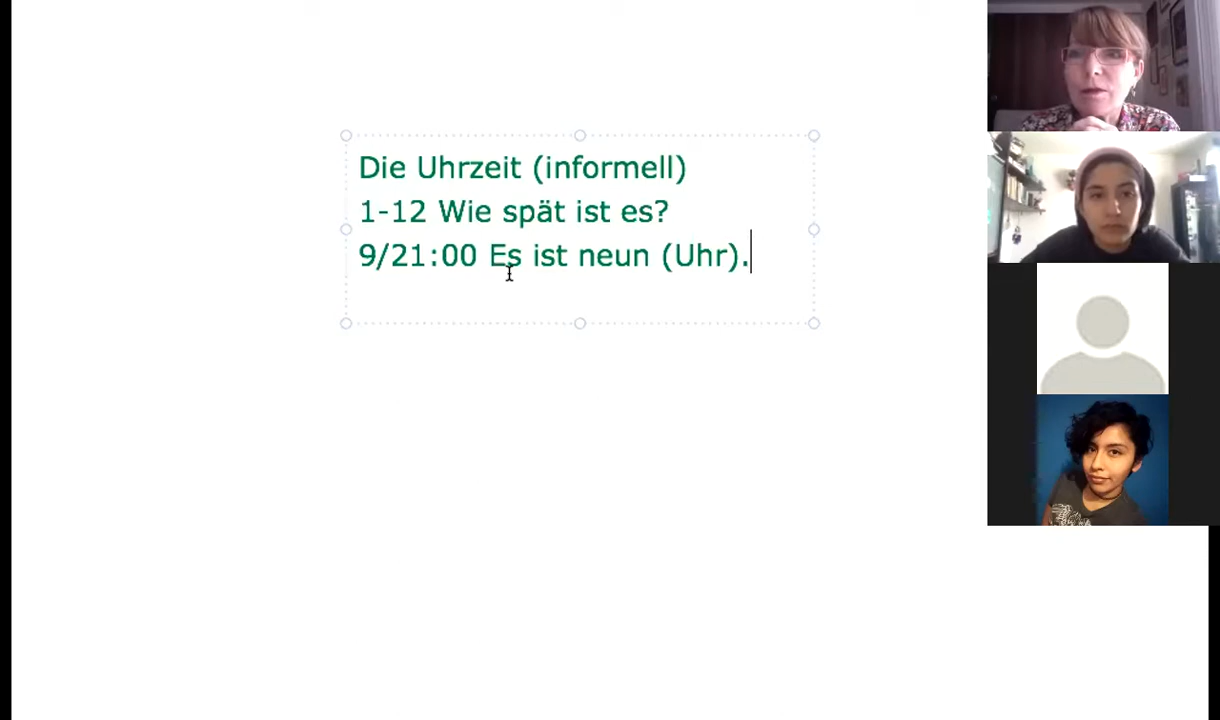 Die Uhrzeit (informell)
1-12 Wie spät ist es?
9/21:00 Es ist neun (Uhr).